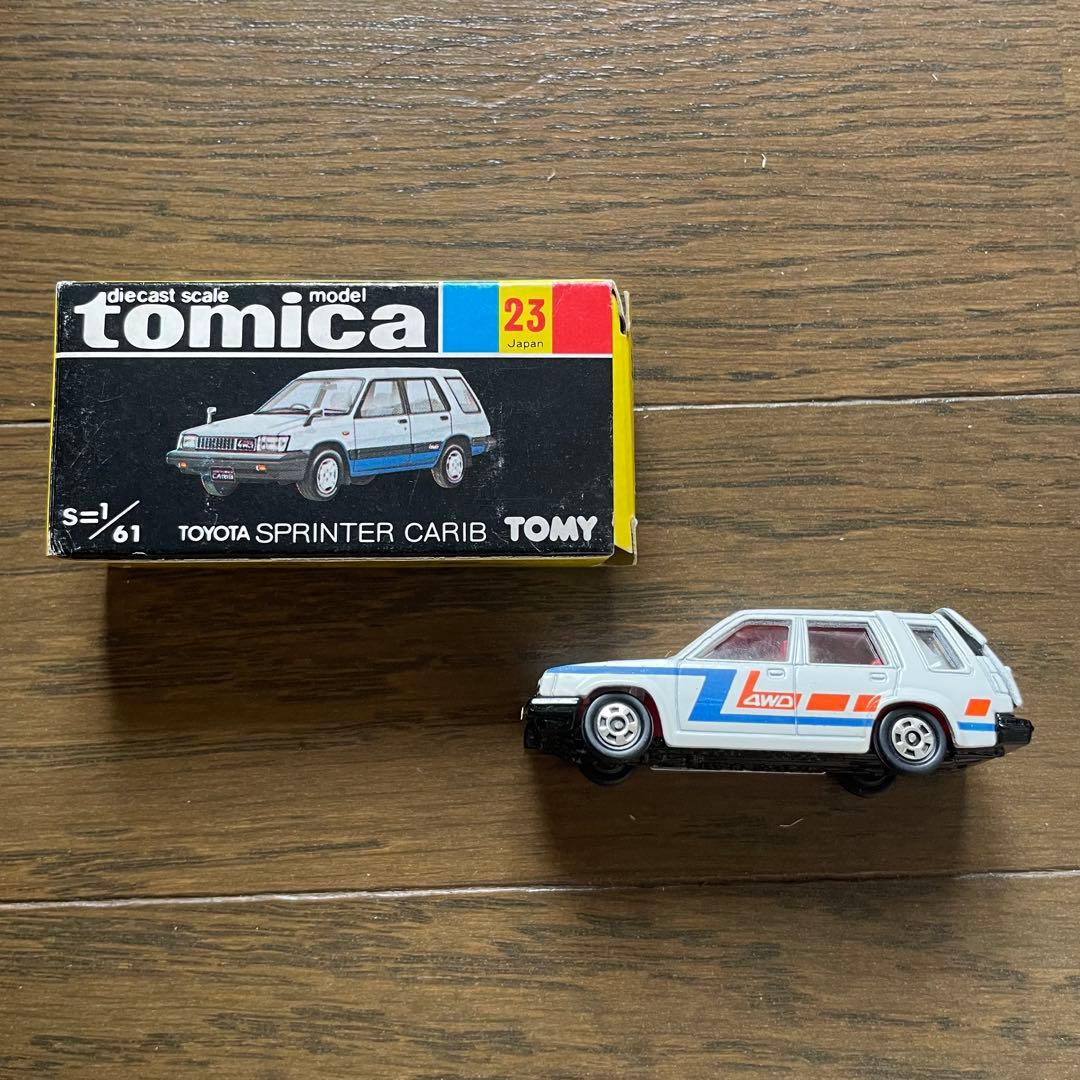 diecast scale model
tomica
23
Japan
S=1/61
TOYOTA SPRINTER CARIB
TOMY
4WD